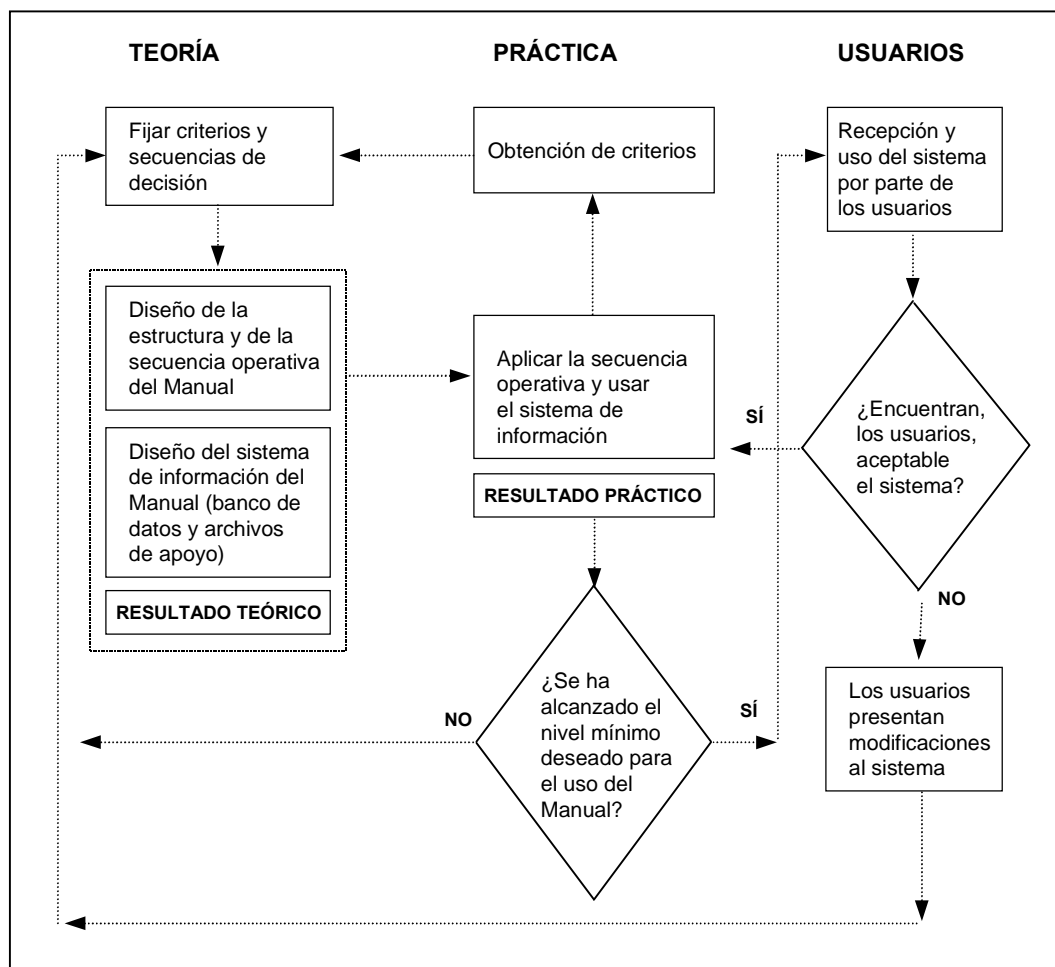 TEORÍA
Fijar criterios y
secuencias de
decisión
Diseño de la
estructura y de la
secuencia operativa
del Manual
Diseño del sistema
de información del
Manual (banco de
datos y archivos
de apoyo)
RESULTADO TEÓRICO
PRÁCTICA
Obtención de criterios
Aplicar la secuencia
operativa y usar
el sistema de
información
RESULTADO PRÁCTICO
¿Se ha
alcanzado el
nivel mínimo
deseado para
el uso del
Manual?
NO
SÍ
USUARIOS
Recepción y
uso del sistema
por parte de
los usuarios
¿Encuentran,
los usuarios,
aceptable
el sistema?
SÍ
NO
Los usuarios
presentan
modificaciones
al sistema